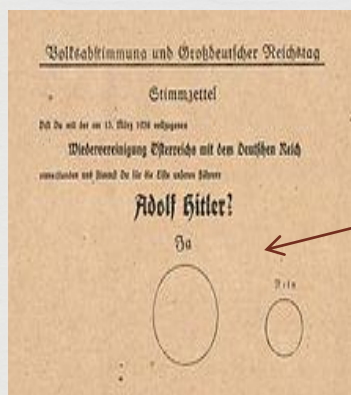 Volksabstimmung und Großdeutscher Reichstag
Stimmzettel
Bist Du mit der am 13. März 1938 vollzogenen
Wiedervereinigung Österreichs mit dem Deutschen Reich
einverstanden und stimmst Du für die Liste unseres Führers
Adolf Hitler?
Ja
Nein